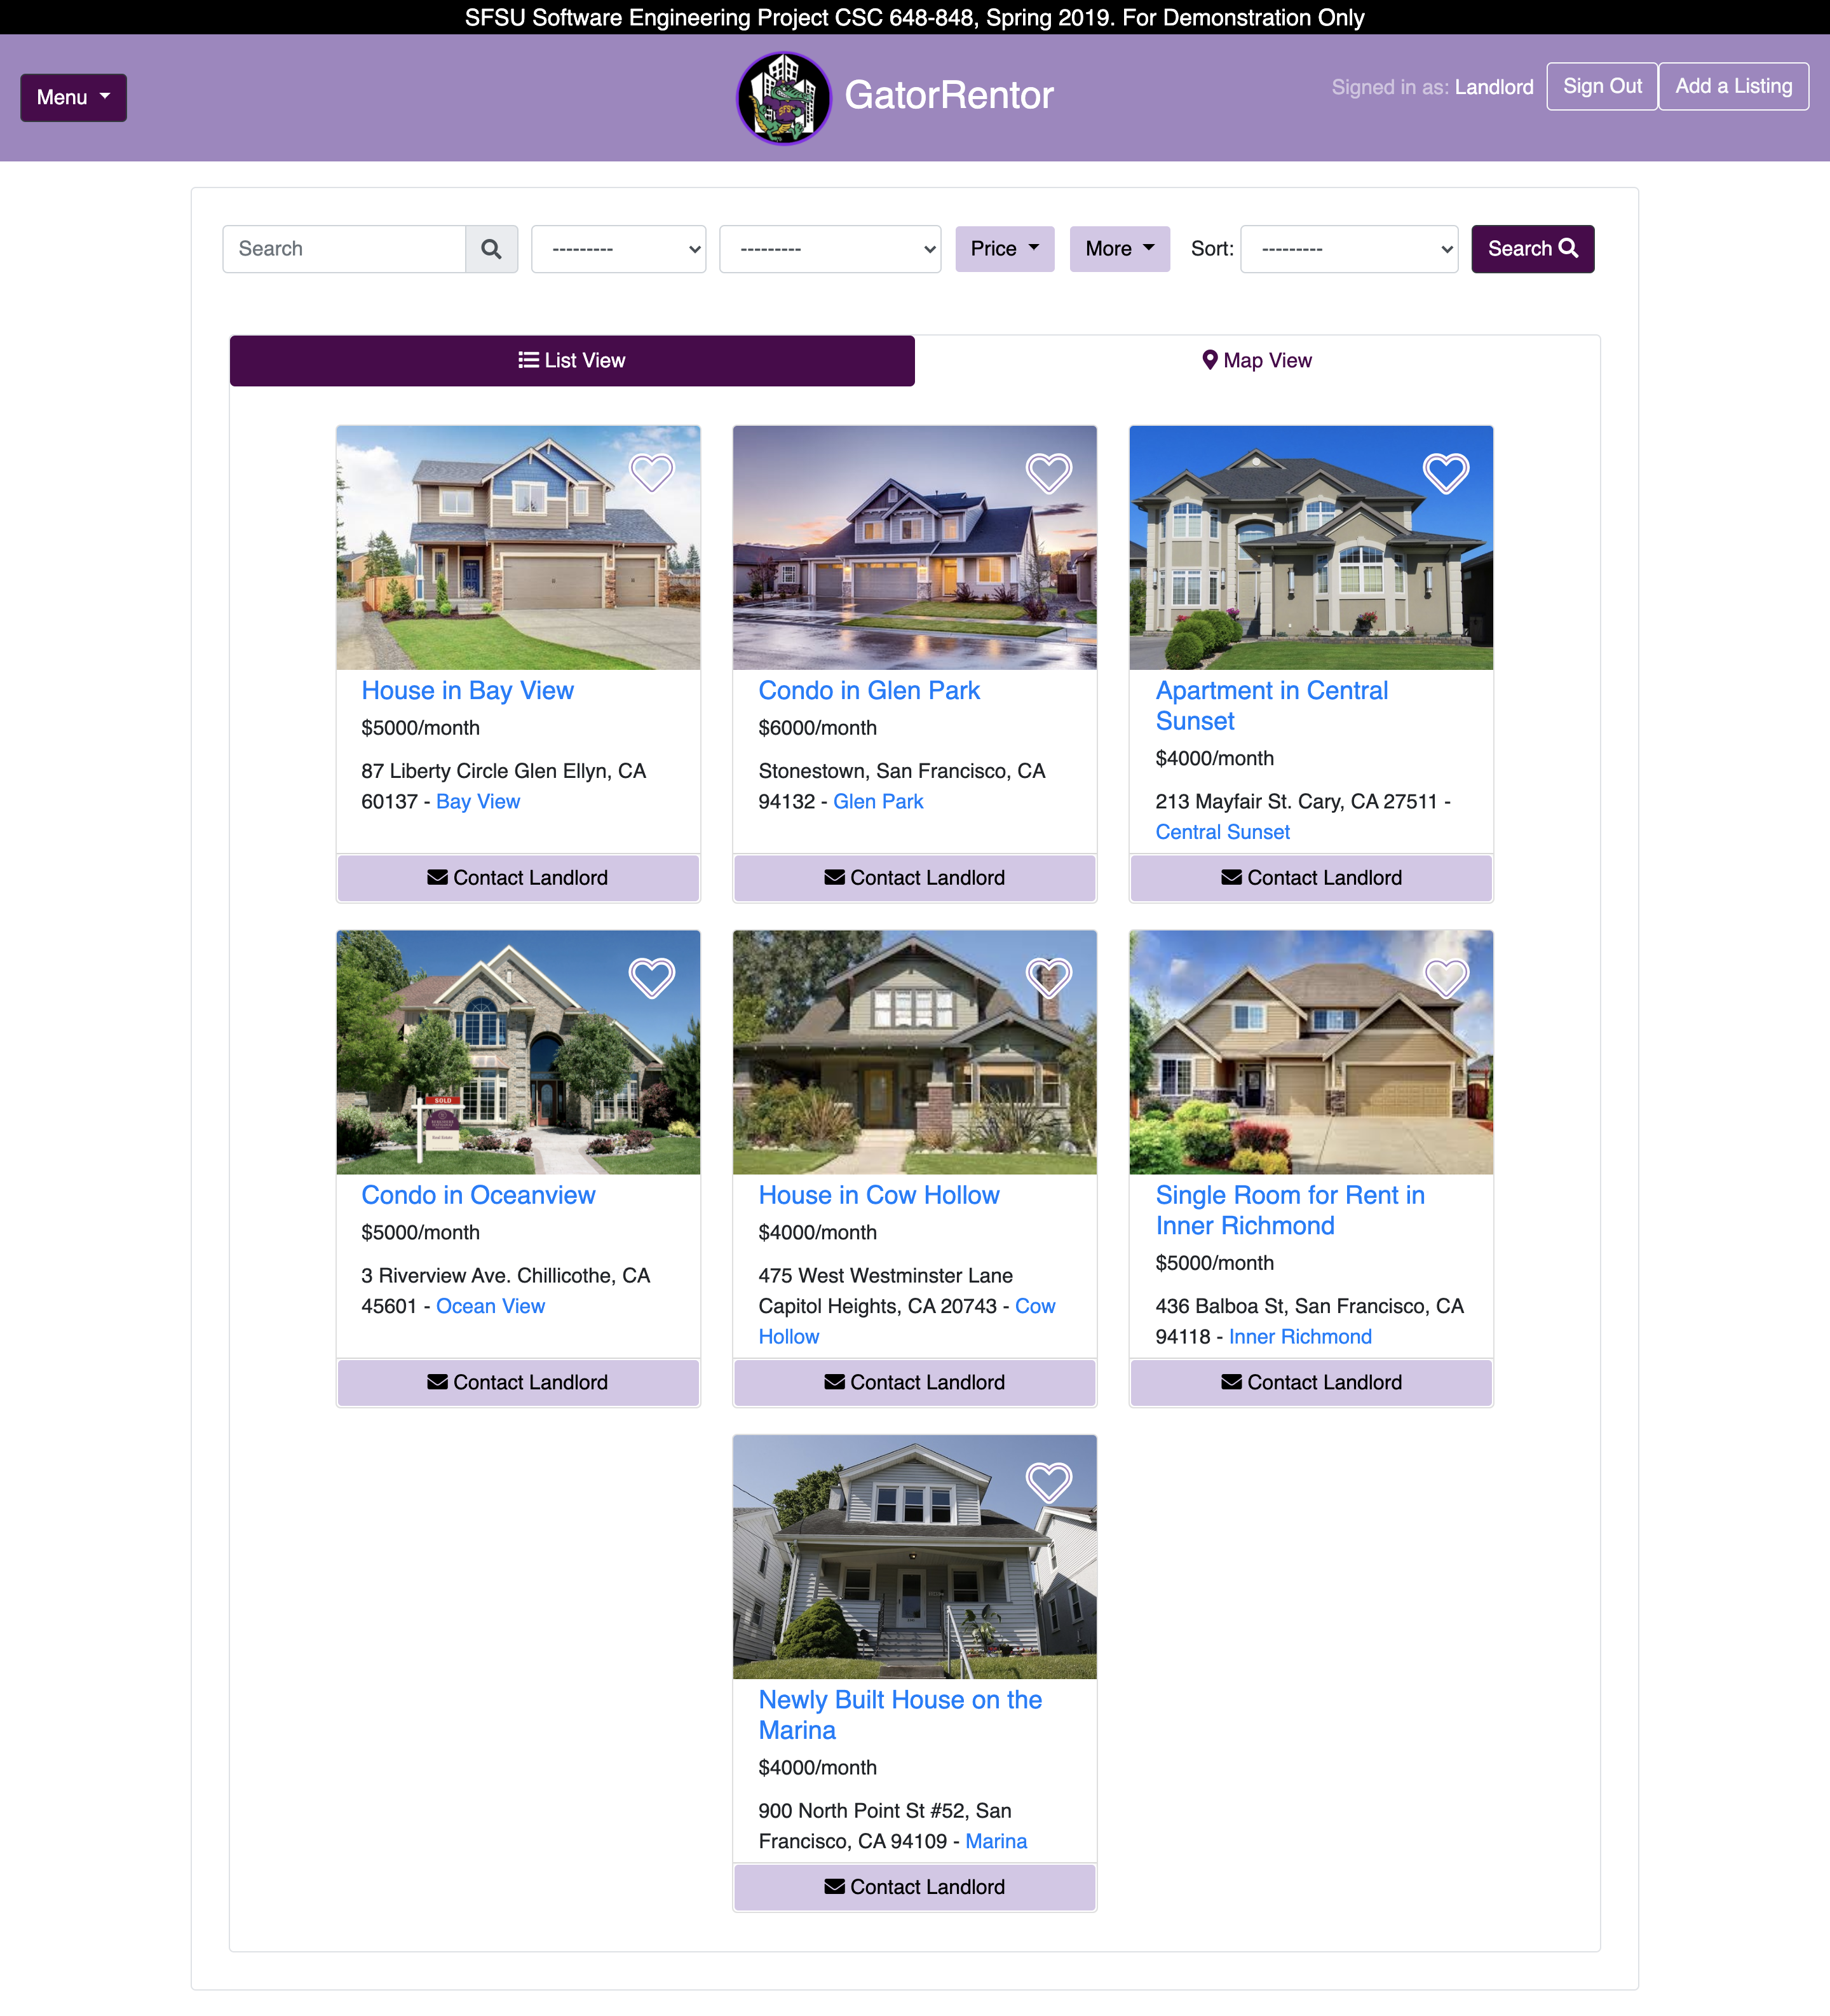 SFSU Software Engineering Project CSC 648-848, Spring 2019. For Demonstration Only
Menu
GatorRentor
Signed in as: Landlord
Sign Out
Add a Listing
Search
---------
---------
Price
More
Sort:
---------
Search
List View
Map View
House in Bay View
$5000/month
87 Liberty Circle Glen Ellyn, CA
60137 - Bay View
Contact Landlord
Condo in Glen Park
$6000/month
Stonestown, San Francisco, CA
94132 - Glen Park
Contact Landlord
Apartment in Central
Sunset
$4000/month
213 Mayfair St. Cary, CA 27511 -
Central Sunset
Contact Landlord
SOLD
Real Estate
Condo in Oceanview
$5000/month
3 Riverview Ave. Chillicothe, CA
45601 - Ocean View
Contact Landlord
House in Cow Hollow
$4000/month
475 West Westminster Lane
Capitol Heights, CA 20743 - Cow
Hollow
Contact Landlord
Single Room for Rent in
Inner Richmond
$5000/month
436 Balboa St, San Francisco, CA
94118 - Inner Richmond
Contact Landlord
Newly Built House on the
Marina
$4000/month
900 North Point St #52, San
Francisco, CA 94109 - Marina
Contact Landlord